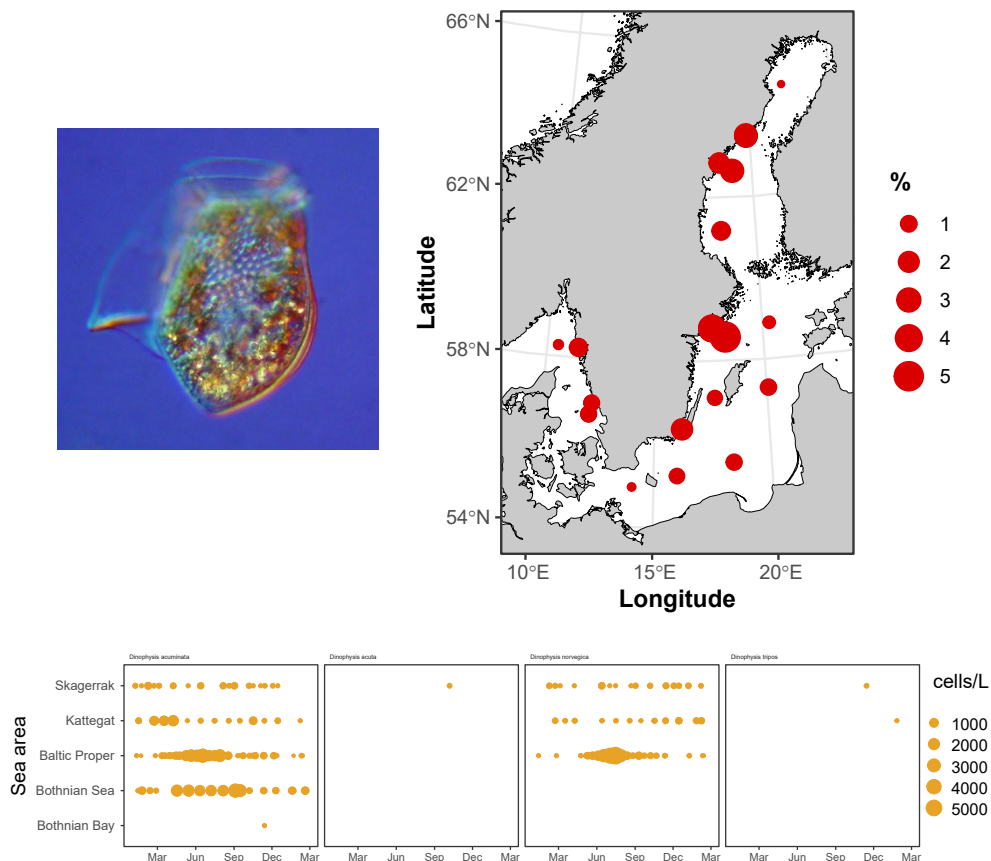 66°N
62°N
58°N
54°N
Latitude
10°E 15°E 20°E
Longitude
%
1
2
3
4
5
Dinophysis acuminata Dinophysis acuta Dinophysis norvegica Dinophysis tripos
Sea area
Skagerrak
Kattegat
Baltic Proper
Bothnian Sea
Bothnian Bay
Mar Jun Sep Dec Mar Mar Jun Sep Dec Mar Mar Jun Sep Dec Mar Mar Jun Sep Dec Mar
cells/L
1000
2000
3000
4000
5000